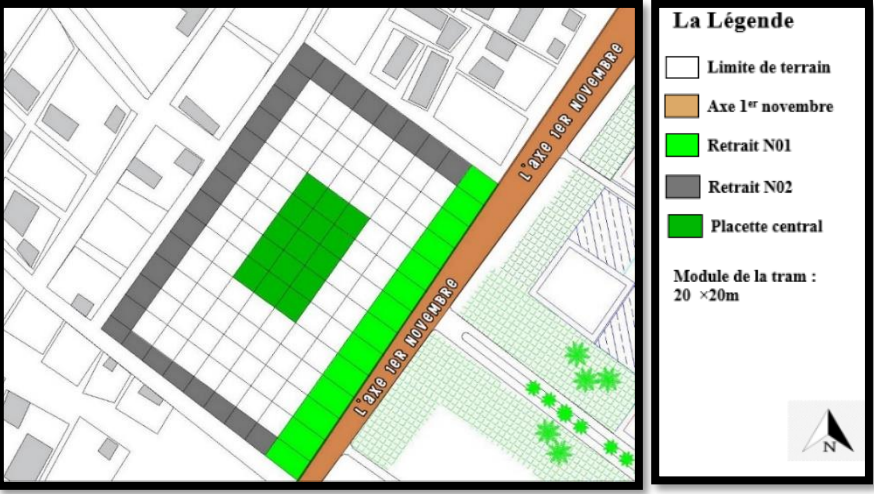 L'AXE 1ER NOVEMBRE
L'AXE 1ER NOVEMBRE
La Légende
Limite de terrain
Axe 1er novembre
Retrait N01
Retrait N02
Placette central
Module de la tram :
20 ×20m
N